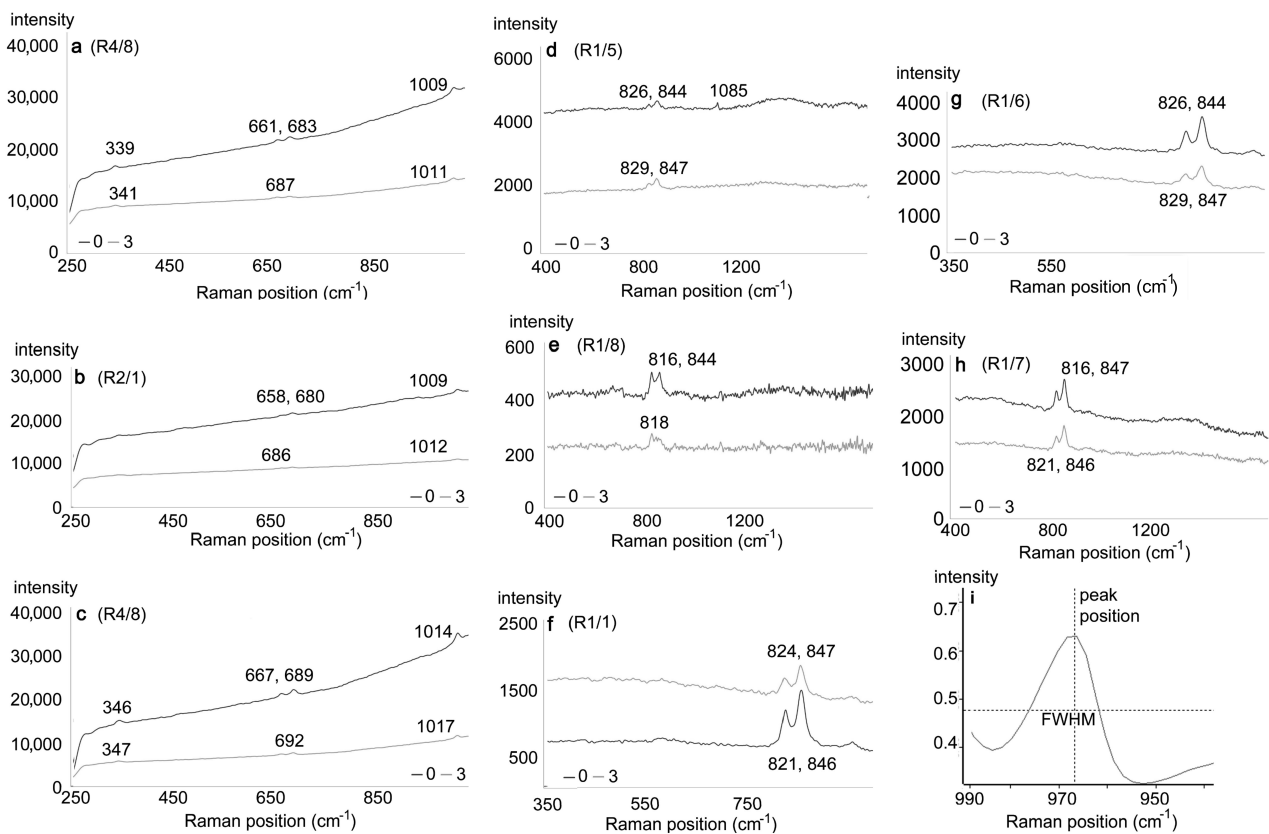 intensity
40,000
a (R4/8)
30,000
20,000
10,000
0
1009
661, 683
339
1011
687
341
−0 −3
250 450 650 850
Raman position (cm-1)
intensity
30,000
b (R2/1)
20,000
10,000
0
1009
658, 680
1012
686
−0 −3
250 450 650 850
Raman position (cm-1)
intensity
40,000
c (R4/8)
30,000
20,000
10,000
0
1014
667, 689
346
1017
692
347
−0 −3
250 450 650 850
Raman position (cm-1)
intensity
6000
d (R1/5)
4000
2000
0
826, 844 1085
829, 847
−0 −3
400 800 1200
Raman position (cm-1)
intensity
600
e (R1/8)
400
200
0
816, 844
818
−0 −3
400 800 1200
Raman position (cm-1)
intensity
2500
f (R1/1)
1500
500
824, 847
821, 846
−0 −3
350 550 750
Raman position (cm-1)
intensity
4000
g (R1/6)
3000
2000
1000
0
826, 844
829, 847
−0 −3
350 550
Raman position (cm-1)
intensity
3000
h (R1/7)
2000
1000
0
816, 847
821, 846
−0 −3
400 800 1200
Raman position (cm-1)
intensity
i
0.7
0.6
0.5
0.4
peak
position
FWHM
990 970 950
Raman position (cm-1)